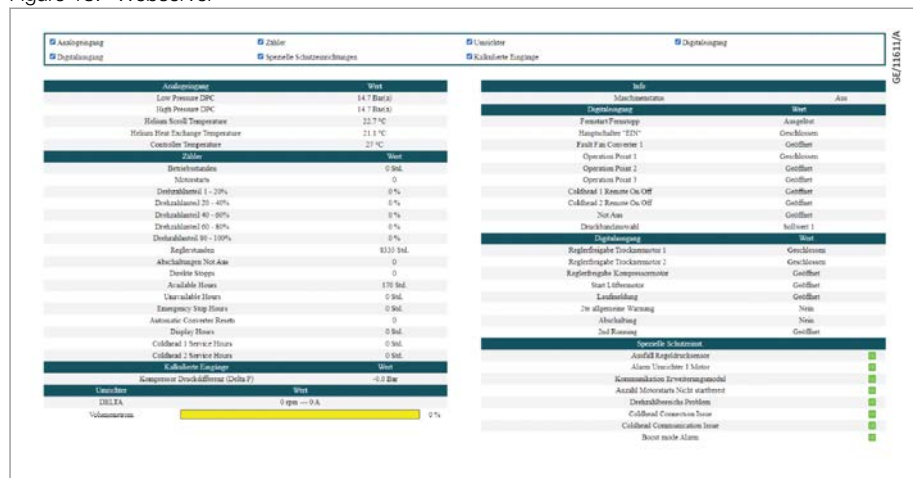 Figure 13: Webserver
Analogeingang
Zähler
Umrichter
Digitaleingang
Digitalausgang
Spezielle Schutzeinrichtungen
Kalkulierte Eingänge
GE/11611/A
Analogeingang Wert
Low Pressure DPC 14.7 Bar(a)
High Pressure DPC 14.7 Bar(a)
Helium Scroll Temperature 22.7 °C
Helium Heat Exchange Temperature 21.1 °C
Controller Temperature 27 °C
Zähler Wert
Betriebsstunden 0 Std.
Motorstarts 0
Drehzahlanteil 1 - 20% 0 %
Drehzahlanteil 20 - 40% 0 %
Drehzahlanteil 40 - 60% 0 %
Drehzahlanteil 60 - 80% 0 %
Drehzahlanteil 80 - 100% 0 %
Reglerstunden 8335 Std.
Abschaltungen Not Aus 0
Direkte Stopps 0
Available Hours 170 Std.
Unavailable Hours 0 Std.
Emergency Stop Hours 0 Std.
Automatic Converter Resets 0
Display Hours 0 Std.
Coldhead 1 Service Hours 0 Std.
Coldhead 2 Service Hours 0 Std.
Kalkulierte Eingänge Wert
Kompressor Druckdifferenz (Delta P) -0.0 Bar
Umrichter Wert
DELTA 0 rpm — 0 A
Volumenstrom 0 %
Info
Maschinenstatus Aus
Digitaleingang Wert
Fernstart/Fernstopp Ausgelöst
Hauptschalter "EIN" Geschlossen
Fault Fan Converter 1 Geöffnet
Operation Point 1 Geschlossen
Operation Point 2 Geöffnet
Operation Point 3 Geöffnet
Coldhead 1 Remote On Off Geöffnet
Coldhead 2 Remote On Off Geöffnet
Not Aus Geöffnet
Druckbandauswahl Sollwert 1
Digitalausgang Wert
Reglerfreigabe Trocknermotor 1 Geschlossen
Reglerfreigabe Trocknermotor 2 Geschlossen
Reglerfreigabe Kompressormotor Geöffnet
Start Lüftermotor Geöffnet
Laufmeldung Geöffnet
2te allgemeine Warnung Nein
Abschaltung Nein
2nd Running Geöffnet
Spezielle Schutzeinri.
Ausfall Regeldrucksensor
Alarm Umrichter 1 Motor
Kommunikation Erweiterungsmodul
Anzahl Motorstarts Nicht startbereit
Drehzahlbereichs Problem
Coldhead Connection Issue
Coldhead Communication Issue
Boost mode Alarm